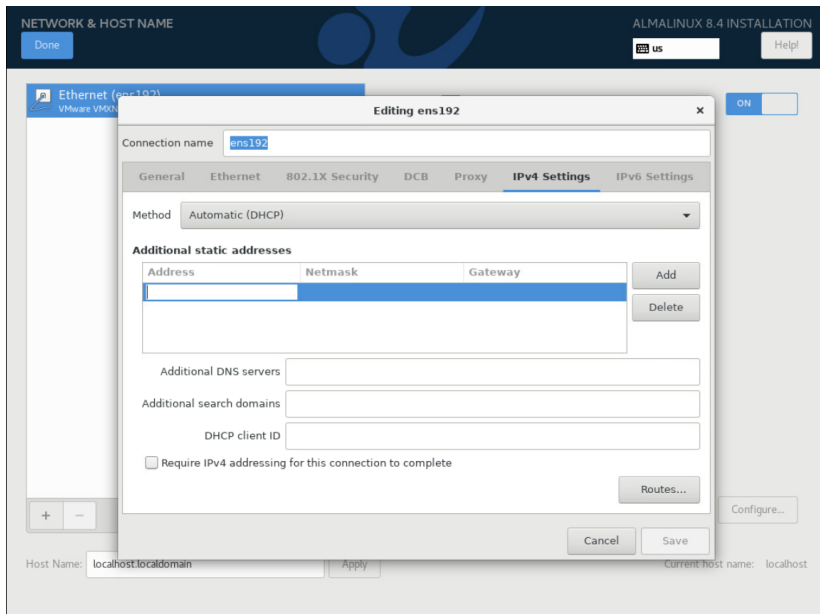 NETWORK & HOST NAME
ALMALINUX 8.4 INSTALLATION
Done
us
Help!
Ethernet (ens192)
VMware VMXN
ON
Editing ens192
Connection name
ens192
General
Ethernet
802.1X Security
DCB
Proxy
IPv4 Settings
IPv6 Settings
Method
Automatic (DHCP)
Additional static addresses
Address
Netmask
Gateway
Add
Delete
Additional DNS servers
Additional search domains
DHCP client ID
Require IPv4 addressing for this connection to complete
Routes...
Configure...
Cancel
Save
Host Name:
localhost.localdomain
Apply
Current host name:
localhost